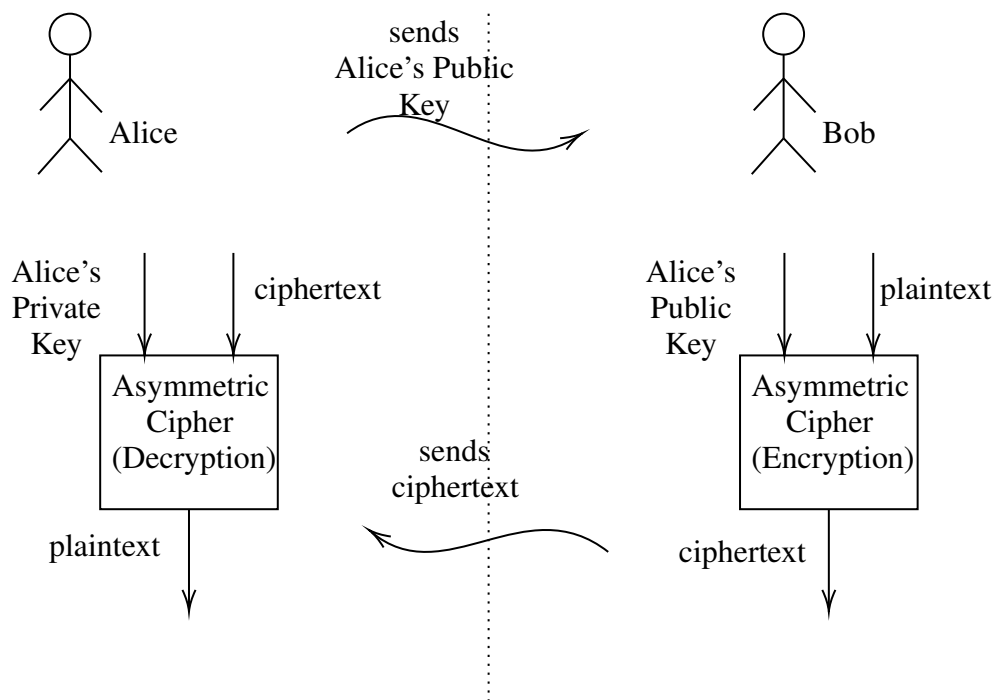 sends
Alice's Public
Key
Alice
Bob
Alice's
Private
Key
ciphertext
Alice's
Public
Key
plaintext
Asymmetric
Cipher
(Decryption)
Asymmetric
Cipher
(Encryption)
sends
ciphertext
plaintext
ciphertext